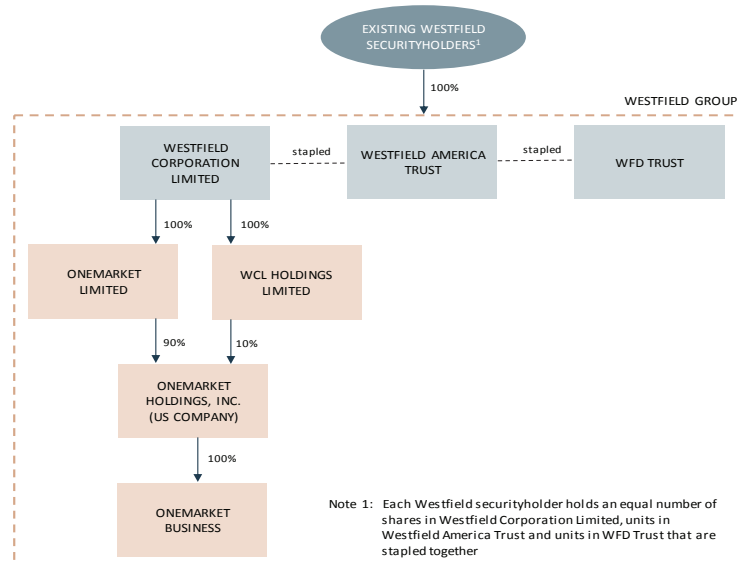 EXISTING WESTFIELD
SECURITYHOLDERS1
100%
WESTFIELD GROUP
WESTFIELD
CORPORATION
LIMITED
stapled
WESTFIELD AMERICA
TRUST
stapled
WFD TRUST
100%
100%
ONEMARKET
LIMITED
WCL HOLDINGS
LIMITED
90%
10%
ONEMARKET
HOLDINGS, INC.
(US COMPANY)
100%
ONEMARKET
BUSINESS
Note 1: Each Westfield securityholder holds an equal number of
shares in Westfield Corporation Limited, units in
Westfield America Trust and units in WFD Trust that are
stapled together